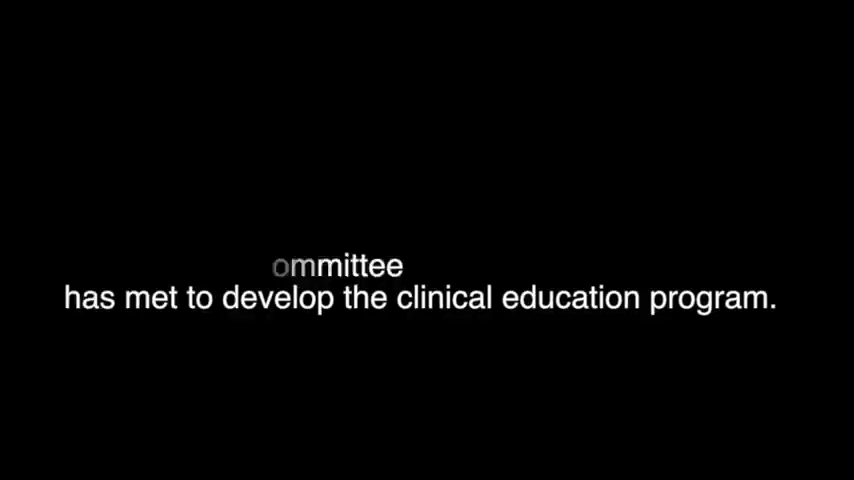 ommittee
has met to develop the clinical education program.